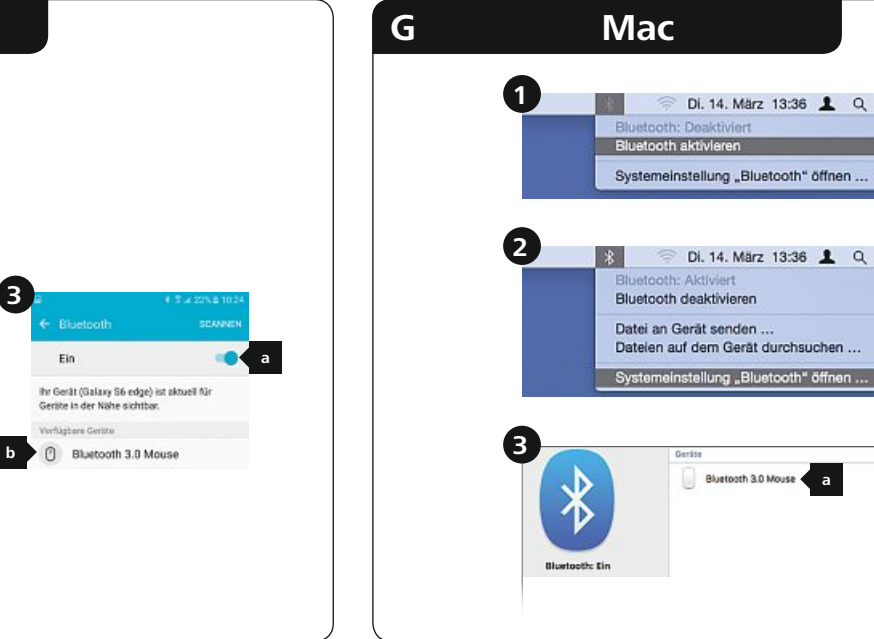 3
22% 10:24
Bluetooth SCANNEN
Ein
a
Ihr Gerät (Galaxy S6 edge) ist aktuell für
Geräte in der Nähe sichtbar.
Verfügbare Geräte
b
Bluetooth 3.0 Mouse
G Mac
1
Di. 14. März 13:36
Bluetooth: Deaktiviert
Bluetooth aktivieren
Systemeinstellung „Bluetooth“ öffnen ...
2
Di. 14. März 13:36
Bluetooth: Aktiviert
Bluetooth deaktivieren
Datei an Gerät senden ...
Dateien auf dem Gerät durchsuchen ...
Systemeinstellung „Bluetooth“ öffnen ...
3
Geräte
Bluetooth 3.0 Mouse
a
Bluetooth: Ein